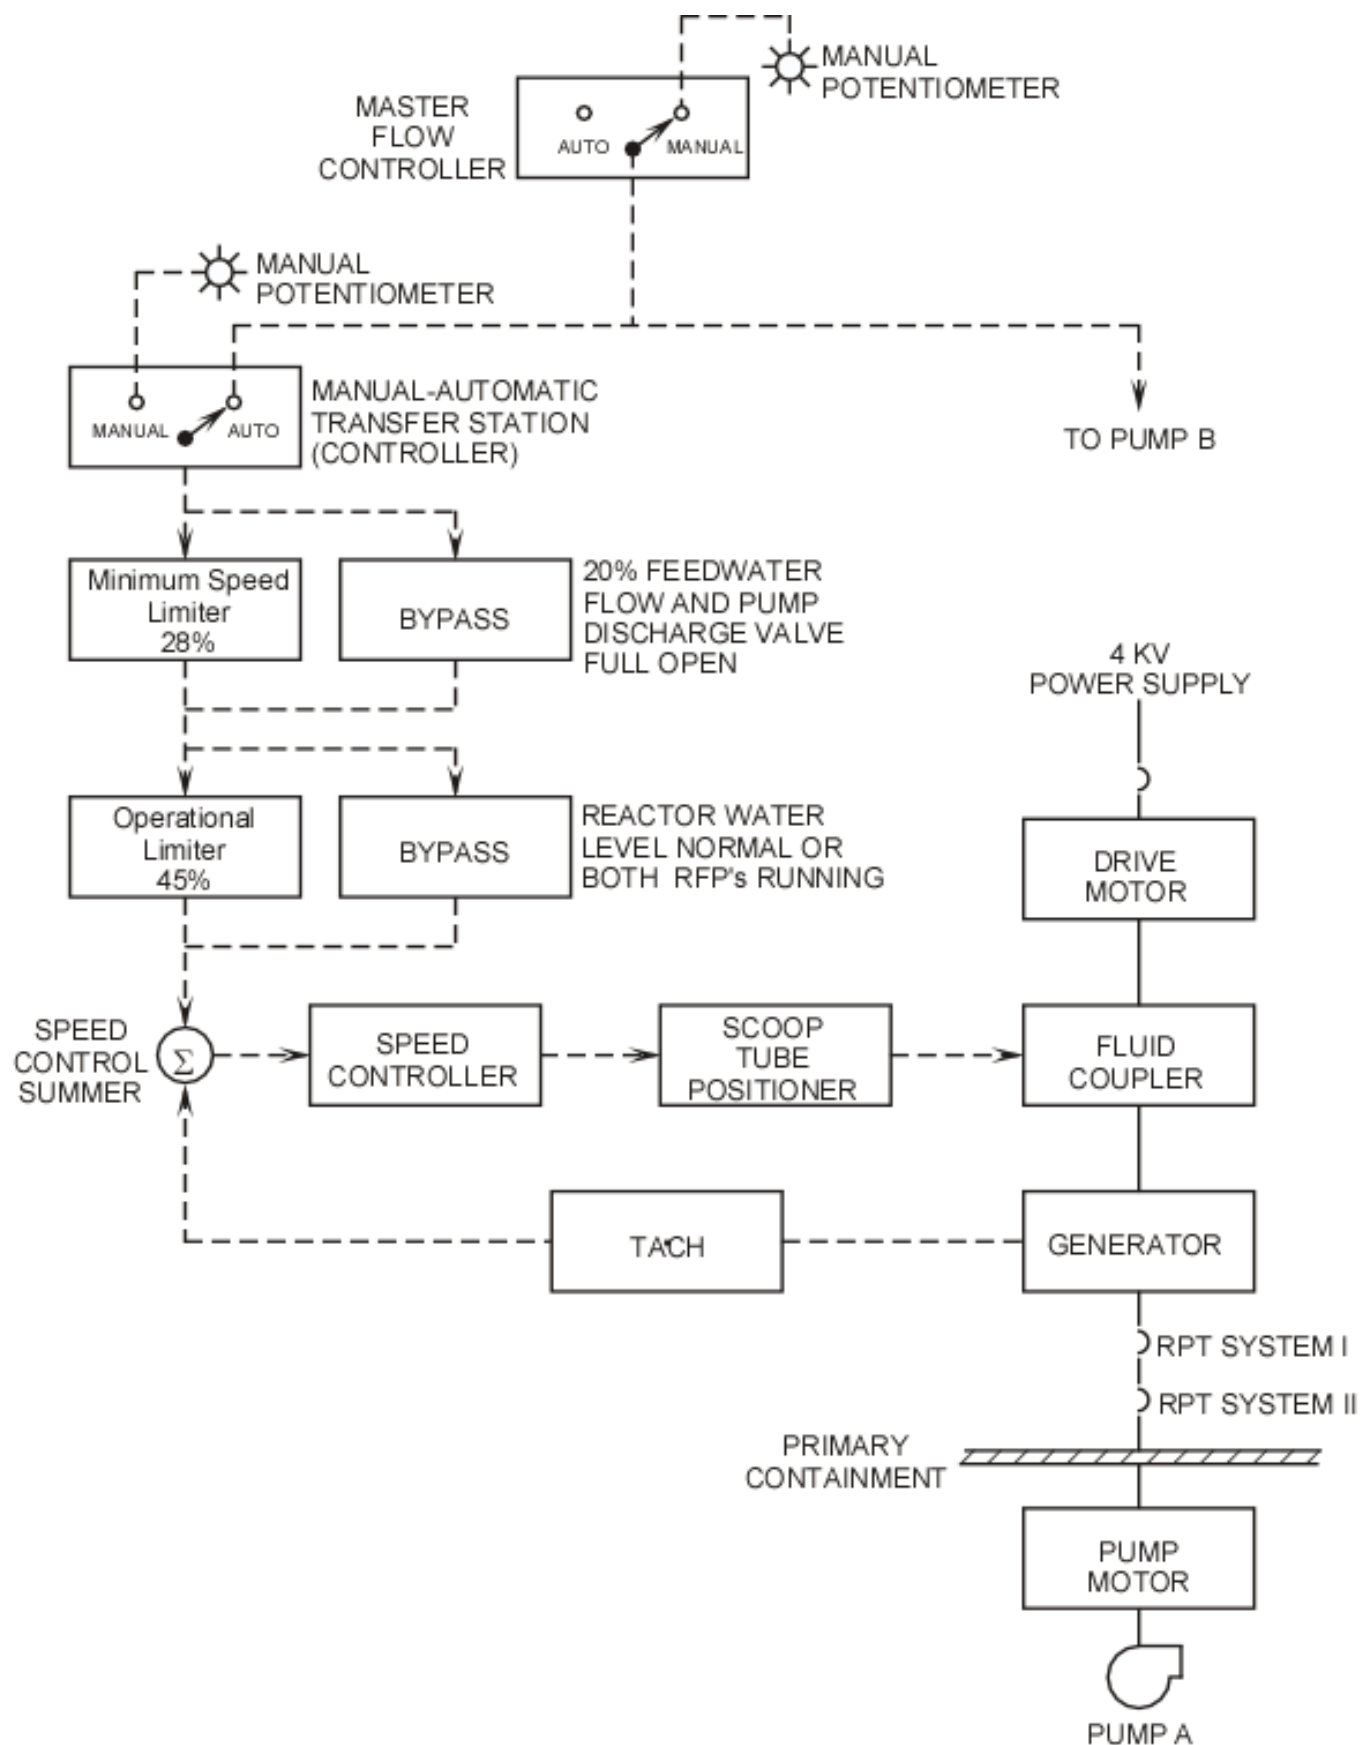 MANUAL
POTENTIOMETER
MASTER
FLOW
CONTROLLER
AUTO
MANUAL
MANUAL
POTENTIOMETER
MANUAL
AUTO
MANUAL-AUTOMATIC
TRANSFER STATION
(CONTROLLER)
TO PUMP B
Minimum Speed
Limiter
28%
BYPASS
20% FEEDWATER
FLOW AND PUMP
DISCHARGE VALVE
FULL OPEN
4 KV
POWER SUPPLY
Operational
Limiter
45%
BYPASS
REACTOR WATER
LEVEL NORMAL OR
BOTH RFP's RUNNING
DRIVE
MOTOR
SPEED
CONTROL
SUMMER
Σ
SPEED
CONTROLLER
SCOOP
TUBE
POSITIONER
FLUID
COUPLER
TACH
GENERATOR
RPT SYSTEM I
RPT SYSTEM II
PRIMARY
CONTAINMENT
PUMP
MOTOR
PUMP A